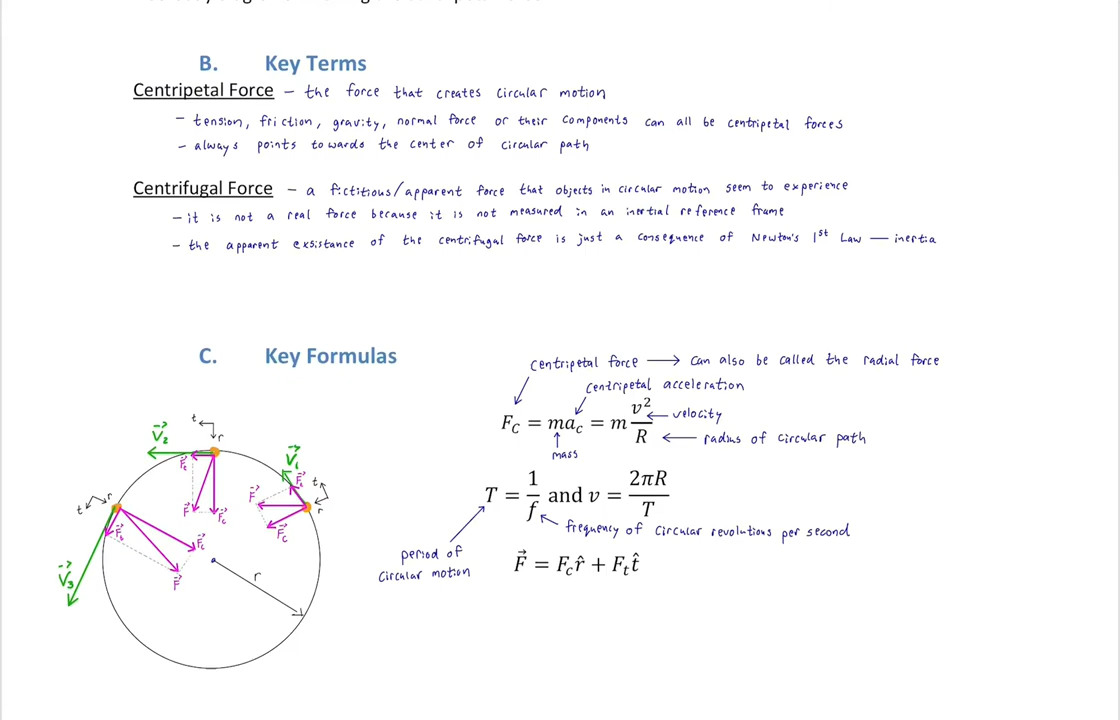 B. Key Terms
Centripetal Force – the force that creates circular motion
– tension, friction, gravity, normal force or their components can all be centripetal forces
– always points towards the center of circular path
Centrifugal Force – a fictitious/apparent force that objects in circular motion seem to experience
– it is not a real force because it is not measured in an inertial reference frame
– the apparent exsistance of the centrifugal force is just a consequence of Newton's 1st Law — inertia
C. Key Formulas
centripetal force → can also be called the radial force
centripetal acceleration
F_C = ma_c = m v²/R
velocity
radius of circular path
mass
T = 1/f and v = 2πR/T
frequency of circular revolutions per second
period of
circular motion
F⃗ = F_c r̂ + F_t t̂
t
r
V⃗₂
F⃗t
F⃗
F⃗c
V⃗₁
F⃗t
t
r
F⃗
F⃗c
t
r
F⃗t
F⃗c
F⃗
V⃗₃
r